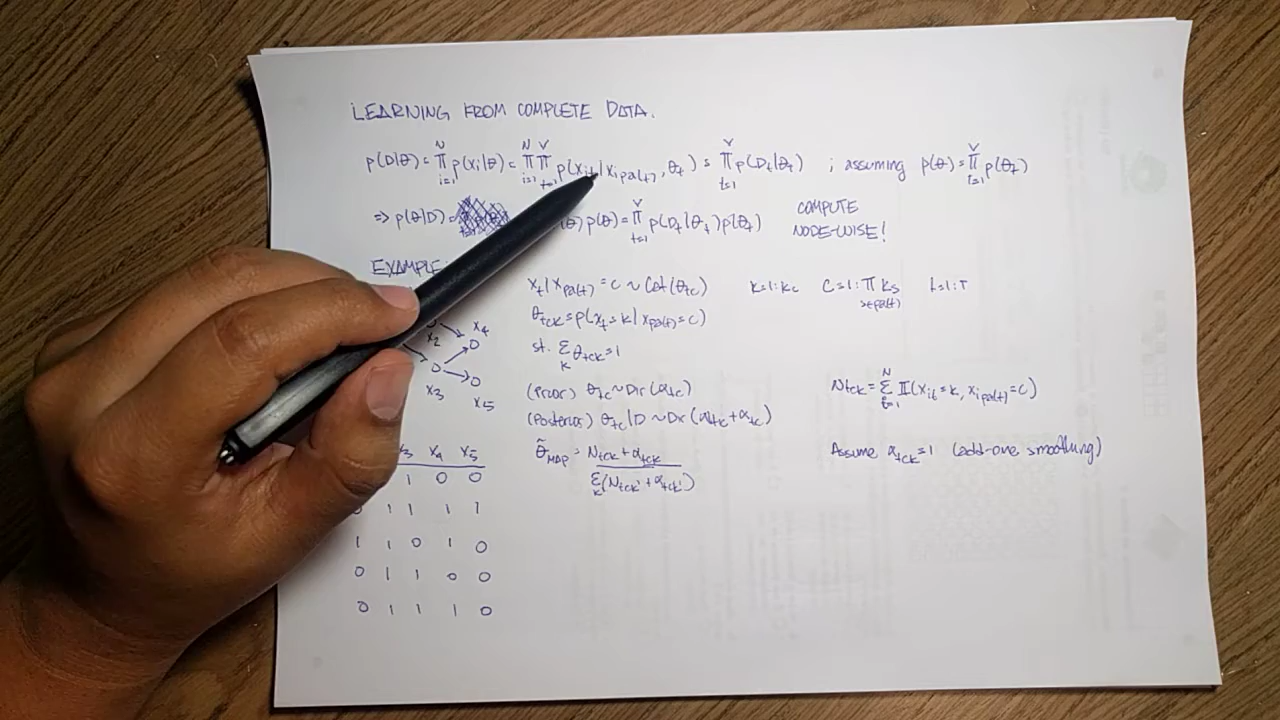 LEARNING FROM COMPLETE DATA.
p(D|θ) = ∏_{i=1}^{N} p(x_i|θ) = ∏_{i=1}^{N} ∏_{t=1}^{V} p(x_{it}|x_{i pa(t)}, θ_t) = ∏_{t=1}^{V} p(D_t|θ_t) ; assuming p(θ) = ∏_{t=1}^{V} p(θ_t)
⇒ p(θ|D) = θ) p(θ) = ∏_{t=1}^{V} p(D_t|θ_t) p(θ_t) COMPUTE
NODE-WISE!
EXAMPLE:
x_t | x_{pa(t)} = c ~ Cat(θ_{tc}) k=1:K_c C=1:∏_{s∈pa(t)} K_s t=1:T
θ_{tck} = p(x_t = k | x_{pa(t)} = c)
st. Σ_k θ_{tck} = 1
x_2 x_4
x_3 x_5
(Prior) θ_{tc} ~ Dir(α_{tc}) N_{tck} = Σ_{i=1}^{N} 𝕀(x_{it} = k, x_{i pa(t)} = c)
(Posterior) θ_{tc} | D ~ Dir(α_{tc} + α_{tc})
θ̃_{MAP} = (N_{tck} + α_{tck}) / Σ_{k'}(N_{tck'} + α_{tck'}) Assume α_{tck} = 1 (add-one smoothing)
x_3 x_4 x_5
1 0 0
1 1 1 1
1 1 0 1 0
0 1 1 0 0
0 1 1 1 0